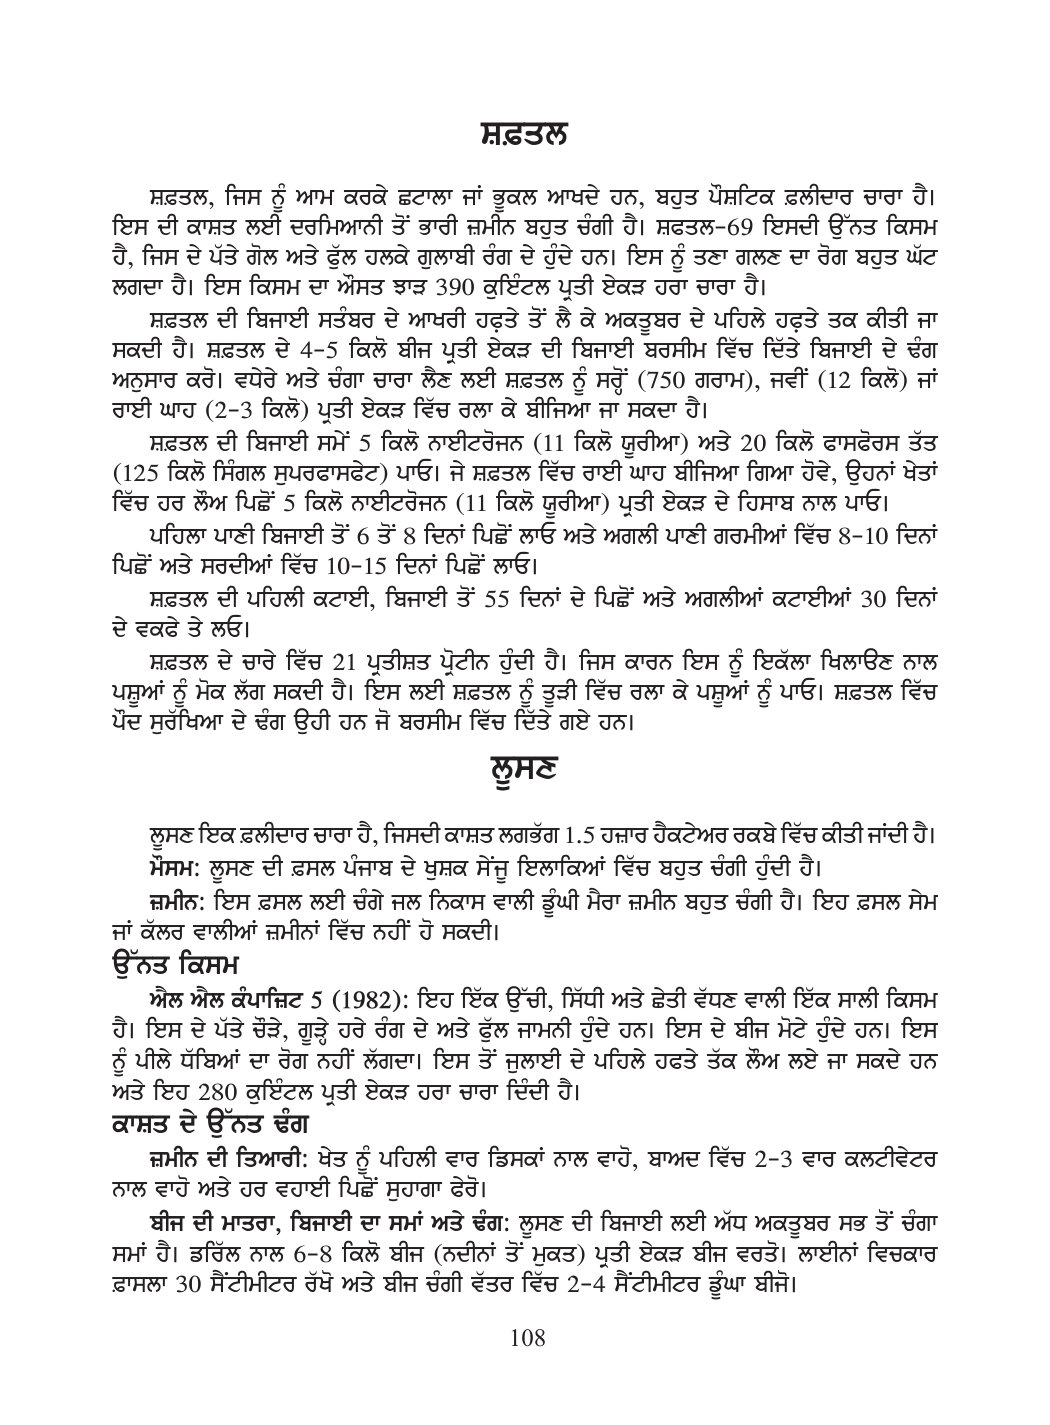 ਸ਼ਫ਼ਤਲ
ਸ਼ਫ਼ਤਲ, ਜਿਸ ਨੂੰ ਆਮ ਕਰਕੇ ਛਟਾਲਾ ਜਾਂ ਭੂਕਲ ਆਖਦੇ ਹਨ, ਬਹੁਤ ਪੌਸ਼ਟਿਕ ਫ਼ਲੀਦਾਰ ਚਾਰਾ ਹੈ।
ਇਸ ਦੀ ਕਾਸ਼ਤ ਲਈ ਦਰਮਿਆਨੀ ਤੋਂ ਭਾਰੀ ਜ਼ਮੀਨ ਬਹੁਤ ਚੰਗੀ ਹੈ। ਸ਼ਫਤਲ-69 ਇਸਦੀ ਉੱਨਤ ਕਿਸਮ
ਹੈ, ਜਿਸ ਦੇ ਪੱਤੇ ਗੋਲ ਅਤੇ ਫੁੱਲ ਹਲਕੇ ਗੁਲਾਬੀ ਰੰਗ ਦੇ ਹੁੰਦੇ ਹਨ। ਇਸ ਨੂੰ ਤਣਾ ਗਲਣ ਦਾ ਰੋਗ ਬਹੁਤ ਘੱਟ
ਲਗਦਾ ਹੈ। ਇਸ ਕਿਸਮ ਦਾ ਔਸਤ ਝਾੜ 390 ਕੁਇੰਟਲ ਪ੍ਰਤੀ ਏਕੜ ਹਰਾ ਚਾਰਾ ਹੈ।
ਸ਼ਫ਼ਤਲ ਦੀ ਬਿਜਾਈ ਸਤੰਬਰ ਦੇ ਆਖਰੀ ਹਫ਼ਤੇ ਤੋਂ ਲੈ ਕੇ ਅਕਤੂਬਰ ਦੇ ਪਹਿਲੇ ਹਫ਼ਤੇ ਤਕ ਕੀਤੀ ਜਾ
ਸਕਦੀ ਹੈ। ਸ਼ਫ਼ਤਲ ਦੇ 4-5 ਕਿਲੋ ਬੀਜ ਪ੍ਰਤੀ ਏਕੜ ਦੀ ਬਿਜਾਈ ਬਰਸੀਮ ਵਿੱਚ ਦਿੱਤੇ ਬਿਜਾਈ ਦੇ ਢੰਗ
ਅਨੁਸਾਰ ਕਰੋ। ਵਧੇਰੇ ਅਤੇ ਚੰਗਾ ਚਾਰਾ ਲੈਣ ਲਈ ਸ਼ਫ਼ਤਲ ਨੂੰ ਸਰ੍ਹੋਂ (750 ਗਰਾਮ), ਜਵੀਂ (12 ਕਿਲੋ) ਜਾਂ
ਰਾਈ ਘਾਹ (2-3 ਕਿਲੋ) ਪ੍ਰਤੀ ਏਕੜ ਵਿੱਚ ਰਲਾ ਕੇ ਬੀਜਿਆ ਜਾ ਸਕਦਾ ਹੈ।
ਸ਼ਫ਼ਤਲ ਦੀ ਬਿਜਾਈ ਸਮੇਂ 5 ਕਿਲੋ ਨਾਈਟਰੋਜਨ (11 ਕਿਲੋ ਯੂਰੀਆ) ਅਤੇ 20 ਕਿਲੋ ਫਾਸਫੋਰਸ ਤੱਤ
(125 ਕਿਲੋ ਸਿੰਗਲ ਸੁਪਰਫਾਸਫੇਟ) ਪਾਓ। ਜੇ ਸ਼ਫ਼ਤਲ ਵਿੱਚ ਰਾਈ ਘਾਹ ਬੀਜਿਆ ਗਿਆ ਹੋਵੇ, ਉਹਨਾਂ ਖੇਤਾਂ
ਵਿੱਚ ਹਰ ਲੌਅ ਪਿਛੋਂ 5 ਕਿਲੋ ਨਾਈਟਰੋਜਨ (11 ਕਿਲੋ ਯੂਰੀਆ) ਪ੍ਰਤੀ ਏਕੜ ਦੇ ਹਿਸਾਬ ਨਾਲ ਪਾਓ।
ਪਹਿਲਾ ਪਾਣੀ ਬਿਜਾਈ ਤੋਂ 6 ਤੋਂ 8 ਦਿਨਾਂ ਪਿਛੋਂ ਲਾਓ ਅਤੇ ਅਗਲੀ ਪਾਣੀ ਗਰਮੀਆਂ ਵਿੱਚ 8-10 ਦਿਨਾਂ
ਪਿਛੋਂ ਅਤੇ ਸਰਦੀਆਂ ਵਿੱਚ 10-15 ਦਿਨਾਂ ਪਿਛੋਂ ਲਾਓ।
ਸ਼ਫ਼ਤਲ ਦੀ ਪਹਿਲੀ ਕਟਾਈ, ਬਿਜਾਈ ਤੋਂ 55 ਦਿਨਾਂ ਦੇ ਪਿਛੋਂ ਅਤੇ ਅਗਲੀਆਂ ਕਟਾਈਆਂ 30 ਦਿਨਾਂ
ਦੇ ਵਕਫੇ ਤੇ ਲਓ।
ਸ਼ਫ਼ਤਲ ਦੇ ਚਾਰੇ ਵਿੱਚ 21 ਪ੍ਰਤੀਸ਼ਤ ਪ੍ਰੋਟੀਨ ਹੁੰਦੀ ਹੈ। ਜਿਸ ਕਾਰਨ ਇਸ ਨੂੰ ਇਕੱਲਾ ਖਿਲਾਉਣ ਨਾਲ
ਪਸ਼ੂਆਂ ਨੂੰ ਮੋਕ ਲੱਗ ਸਕਦੀ ਹੈ। ਇਸ ਲਈ ਸ਼ਫ਼ਤਲ ਨੂੰ ਤੂੜੀ ਵਿੱਚ ਰਲਾ ਕੇ ਪਸ਼ੂਆਂ ਨੂੰ ਪਾਓ। ਸ਼ਫਤਲ ਵਿੱਚ
ਪੌਦ ਸੁਰੱਖਿਆ ਦੇ ਢੰਗ ਉਹੀ ਹਨ ਜੋ ਬਰਸੀਮ ਵਿੱਚ ਦਿੱਤੇ ਗਏ ਹਨ।
ਲੂਸਣ
ਲੂਸਣ ਇਕ ਫ਼ਲੀਦਾਰ ਚਾਰਾ ਹੈ, ਜਿਸਦੀ ਕਾਸ਼ਤ ਲਗਭੱਗ 1.5 ਹਜ਼ਾਰ ਹੈਕਟੇਅਰ ਰਕਬੇ ਵਿੱਚ ਕੀਤੀ ਜਾਂਦੀ ਹੈ।
ਮੌਸਮ: ਲੂਸਣ ਦੀ ਫ਼ਸਲ ਪੰਜਾਬ ਦੇ ਖੁਸ਼ਕ ਸੇਂਜੂ ਇਲਾਕਿਆਂ ਵਿੱਚ ਬਹੁਤ ਚੰਗੀ ਹੁੰਦੀ ਹੈ।
ਜ਼ਮੀਨ: ਇਸ ਫ਼ਸਲ ਲਈ ਚੰਗੇ ਜਲ ਨਿਕਾਸ ਵਾਲੀ ਡੂੰਘੀ ਮੈਰਾ ਜ਼ਮੀਨ ਬਹੁਤ ਚੰਗੀ ਹੈ। ਇਹ ਫ਼ਸਲ ਸੇਮ
ਜਾਂ ਕੱਲਰ ਵਾਲੀਆਂ ਜ਼ਮੀਨਾਂ ਵਿੱਚ ਨਹੀਂ ਹੋ ਸਕਦੀ।
ਉੱਨਤ ਕਿਸਮ
ਐਲ ਐਲ ਕੰਪਾਜ਼ਿਟ 5 (1982): ਇਹ ਇੱਕ ਉੱਚੀ, ਸਿੱਧੀ ਅਤੇ ਛੇਤੀ ਵੱਧਣ ਵਾਲੀ ਇੱਕ ਸਾਲੀ ਕਿਸਮ
ਹੈ। ਇਸ ਦੇ ਪੱਤੇ ਚੌੜੇ, ਗੂੜ੍ਹੇ ਹਰੇ ਰੰਗ ਦੇ ਅਤੇ ਫੁੱਲ ਜਾਮਨੀ ਹੁੰਦੇ ਹਨ। ਇਸ ਦੇ ਬੀਜ ਮੋਟੇ ਹੁੰਦੇ ਹਨ। ਇਸ
ਨੂੰ ਪੀਲੇ ਧੱਬਿਆਂ ਦਾ ਰੋਗ ਨਹੀਂ ਲੱਗਦਾ। ਇਸ ਤੋਂ ਜੁਲਾਈ ਦੇ ਪਹਿਲੇ ਹਫਤੇ ਤੱਕ ਲੌਅ ਲਏ ਜਾ ਸਕਦੇ ਹਨ
ਅਤੇ ਇਹ 280 ਕੁਇੰਟਲ ਪ੍ਰਤੀ ਏਕੜ ਹਰਾ ਚਾਰਾ ਦਿੰਦੀ ਹੈ।
ਕਾਸ਼ਤ ਦੇ ਉੱਨਤ ਢੰਗ
ਜ਼ਮੀਨ ਦੀ ਤਿਆਰੀ: ਖੇਤ ਨੂੰ ਪਹਿਲੀ ਵਾਰ ਡਿਸਕਾਂ ਨਾਲ ਵਾਹੋ, ਬਾਅਦ ਵਿੱਚ 2-3 ਵਾਰ ਕਲਟੀਵੇਟਰ
ਨਾਲ ਵਾਹੋ ਅਤੇ ਹਰ ਵਹਾਈ ਪਿਛੋਂ ਸੁਹਾਗਾ ਫੇਰੋ।
ਬੀਜ ਦੀ ਮਾਤਰਾ, ਬਿਜਾਈ ਦਾ ਸਮਾਂ ਅਤੇ ਢੰਗ: ਲੂਸਣ ਦੀ ਬਿਜਾਈ ਲਈ ਅੱਧ ਅਕਤੂਬਰ ਸਭ ਤੋਂ ਚੰਗਾ
ਸਮਾਂ ਹੈ। ਡਰਿੱਲ ਨਾਲ 6-8 ਕਿਲੋ ਬੀਜ (ਨਦੀਨਾਂ ਤੋਂ ਮੁਕਤ) ਪ੍ਰਤੀ ਏਕੜ ਬੀਜ ਵਰਤੋ। ਲਾਈਨਾਂ ਵਿਚਕਾਰ
ਫ਼ਾਸਲਾ 30 ਸੈਂਟੀਮੀਟਰ ਰੱਖੋ ਅਤੇ ਬੀਜ ਚੰਗੀ ਵੱਤਰ ਵਿੱਚ 2-4 ਸੈਂਟੀਮੀਟਰ ਡੂੰਘਾ ਬੀਜੋ।
108